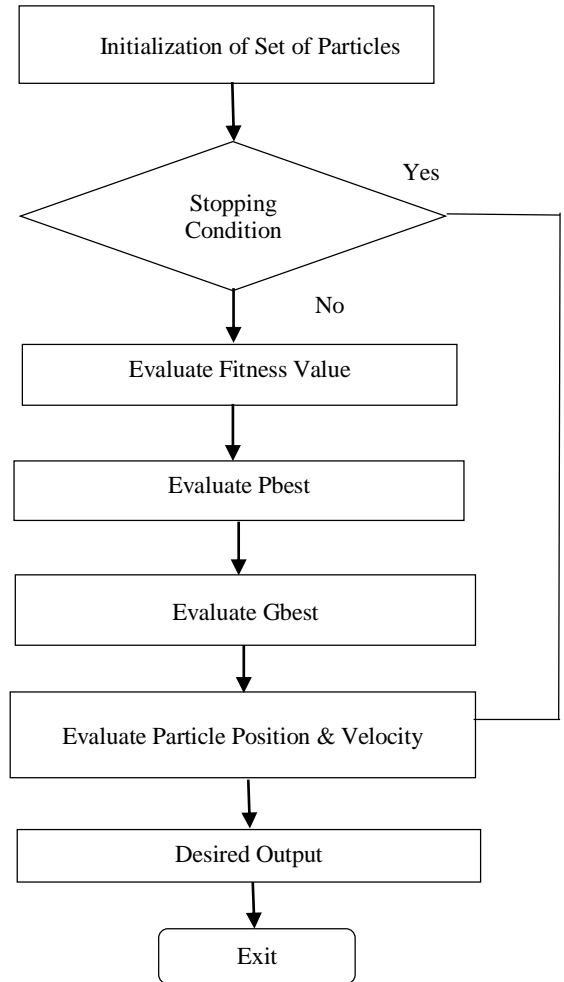 Initialization of Set of Particles
Yes
Stopping
Condition
No
Evaluate Fitness Value
Evaluate Pbest
Evaluate Gbest
Evaluate Particle Position & Velocity
Desired Output
Exit